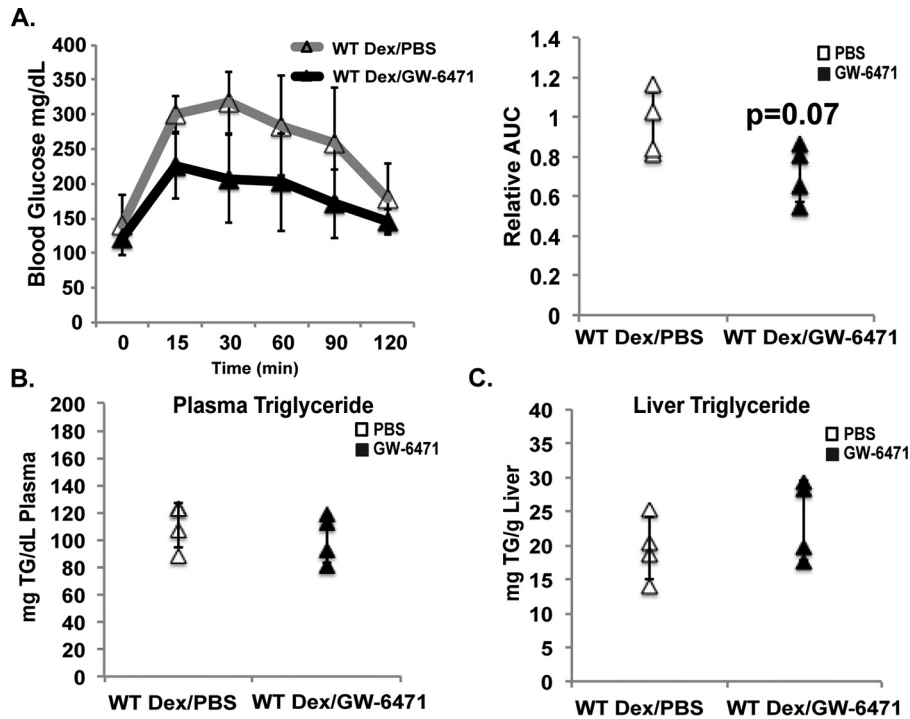 A.
Blood Glucose mg/dL
400
350
300
250
200
150
100
50
0
0 15 30 60 90 120
Time (min)
WT Dex/PBS
WT Dex/GW-6471
Relative AUC
1.4
1.2
1
0.8
0.6
0.4
0.2
0
PBS
GW-6471
p=0.07
WT Dex/PBS WT Dex/GW-6471
B.
Plasma Triglyceride
mg TG/dL Plasma
200
180
160
140
120
100
80
60
40
20
0
PBS
GW-6471
WT Dex/PBS WT Dex/GW-6471
C.
Liver Triglyceride
mg TG/g Liver
40
35
30
25
20
15
10
5
0
PBS
GW-6471
WT Dex/PBS WT Dex/GW-6471